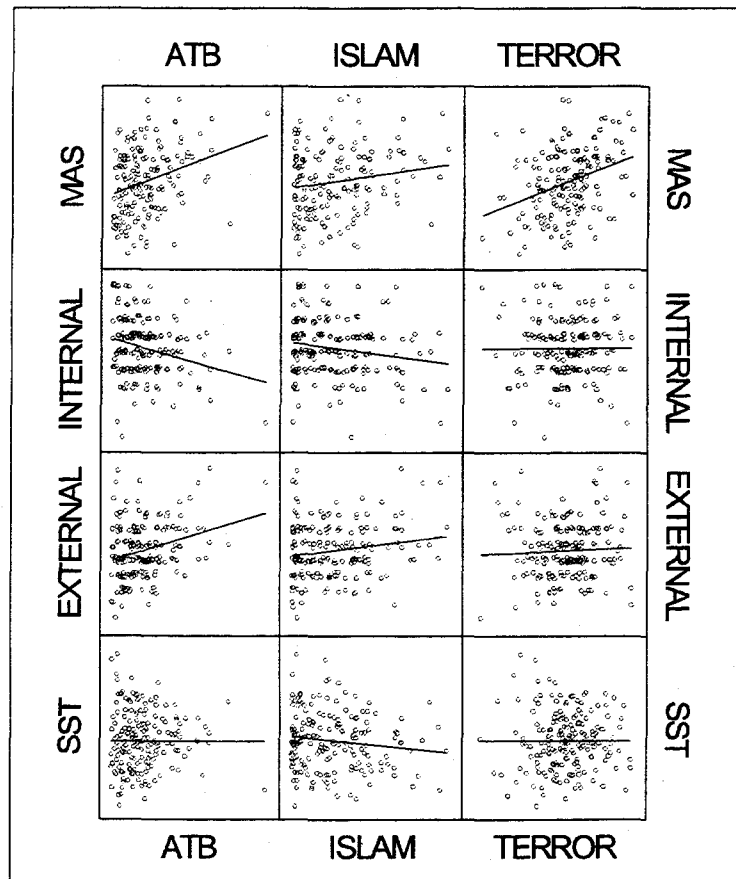 ATB ISLAM TERROR
MAS MAS
INTERNAL INTERNAL
EXTERNAL EXTERNAL
SST SST
ATB ISLAM TERROR